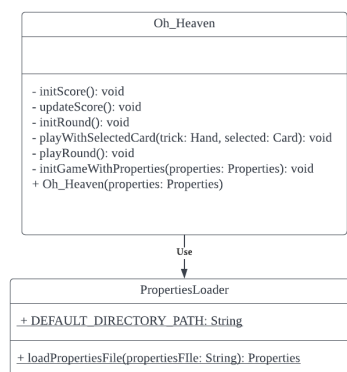 Oh_Heaven
- initScore(): void
- updateScore(): void
- initRound(): void
- playWithSelectedCard(trick: Hand, selected: Card): void
- playRound(): void
- initGameWithProperties(properties: Properties): void
+ Oh_Heaven(properties: Properties)
Use
PropertiesLoader
+ DEFAULT_DIRECTORY_PATH: String
+ loadPropertiesFile(propertiesFIle: String): Properties